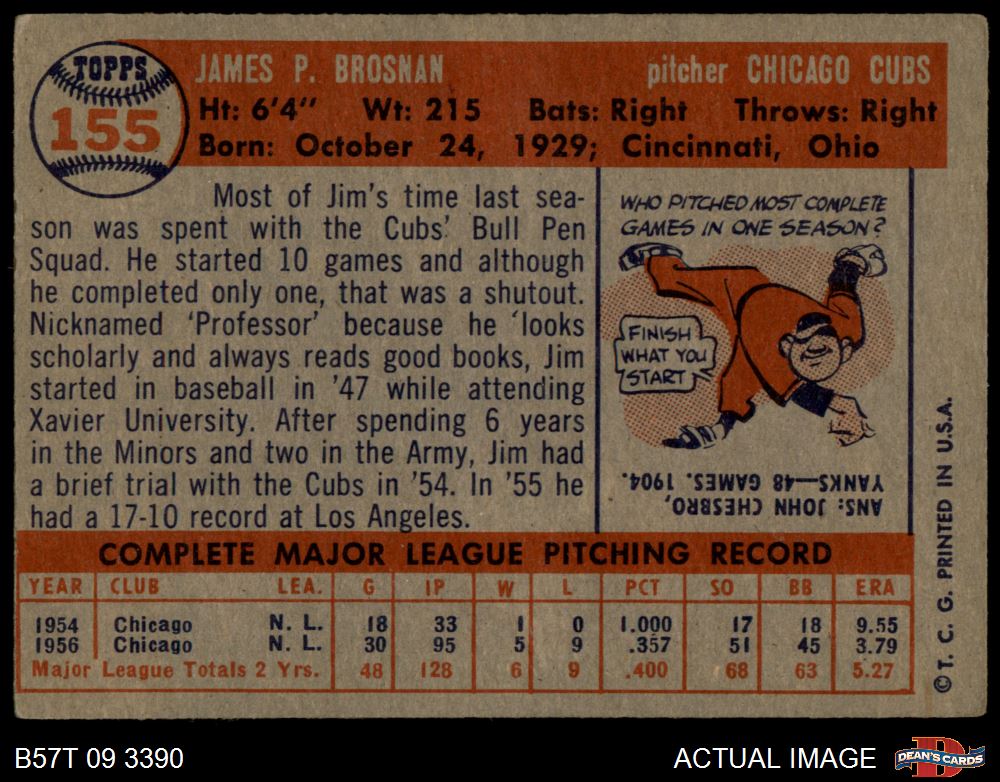 TOPPS
155
JAMES P. BROSNAN pitcher CHICAGO CUBS
Ht: 6'4" Wt: 215 Bats: Right Throws: Right
Born: October 24, 1929; Cincinnati, Ohio
Most of Jim's time last sea-
son was spent with the Cubs' Bull Pen
Squad. He started 10 games and although
he completed only one, that was a shutout.
Nicknamed 'Professor' because he 'looks
scholarly and always reads good books, Jim
started in baseball in '47 while attending
Xavier University. After spending 6 years
in the Minors and two in the Army, Jim had
a brief trial with the Cubs in '54. In '55 he
had a 17-10 record at Los Angeles.
WHO PITCHED MOST COMPLETE
GAMES IN ONE SEASON?
FINISH
WHAT YOU
START
ANS: JOHN CHESBRO,
YANKS—48 GAMES. 1904.
COMPLETE MAJOR LEAGUE PITCHING RECORD
YEAR CLUB LEA. G IP W L PCT SO BB ERA
1954 Chicago N. L. 18 33 1 0 1.000 17 18 9.55
1956 Chicago N. L. 30 95 5 9 .357 51 45 3.79
Major League Totals 2 Yrs. 48 128 6 9 .400 68 63 5.27
© T. C. G. PRINTED IN U.S.A.
B57T 09 3390 ACTUAL IMAGE
DEAN'S CARDS